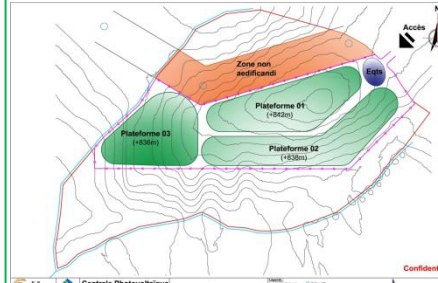 N
Accès
Zone non
aedificandi
Eqts
Plateforme 01
(+842m)
Plateforme 03
(+836m)
Plateforme 02
(+838m)
Confident
Centrale Photovoltaïque